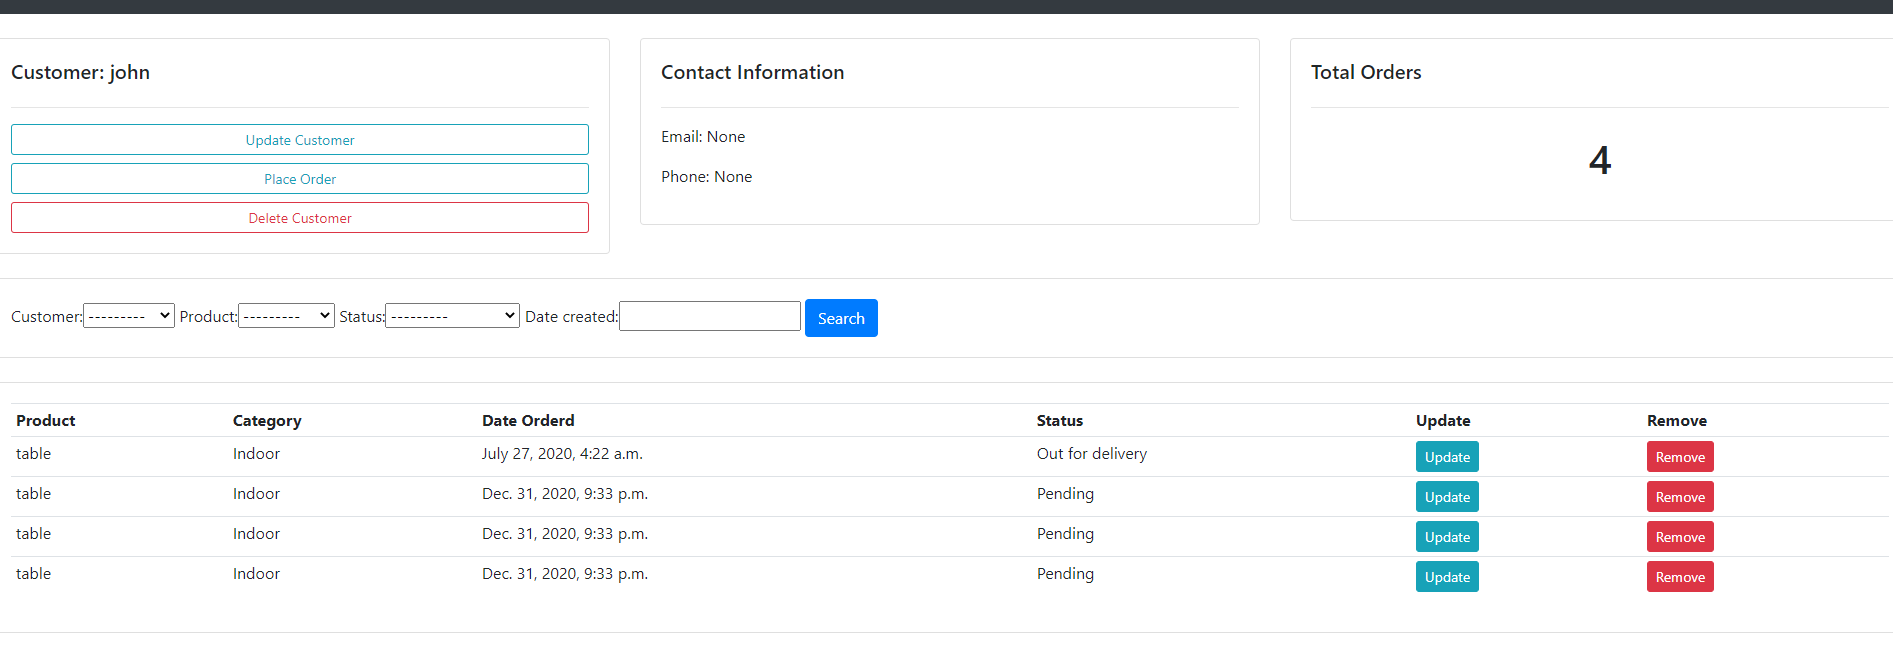 Customer: john
Update Customer
Place Order
Delete Customer
Contact Information
Email: None
Phone: None
Total Orders
4
Customer: --------- Product: --------- Status: --------- Date created: Search
Product Category Date Orderd Status Update Remove
table Indoor July 27, 2020, 4:22 a.m. Out for delivery Update Remove
table Indoor Dec. 31, 2020, 9:33 p.m. Pending Update Remove
table Indoor Dec. 31, 2020, 9:33 p.m. Pending Update Remove
table Indoor Dec. 31, 2020, 9:33 p.m. Pending Update Remove